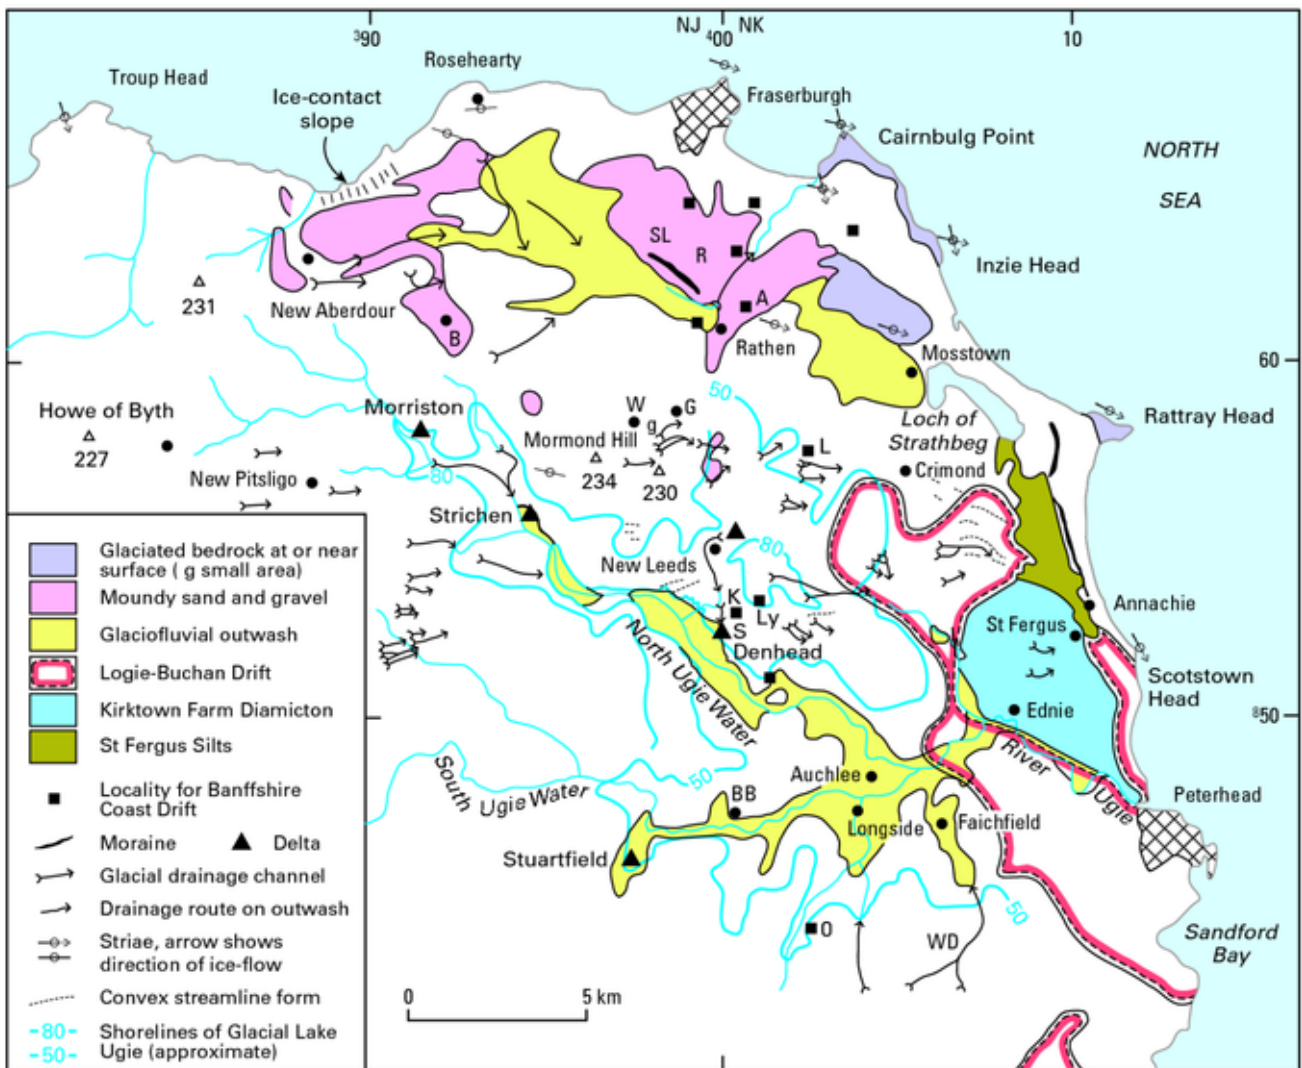 NJ NK
³90
⁴00
10
Troup Head
Rosehearty
Ice-contact
slope
Fraserburgh
Cairnbulg Point
NORTH
SEA
SL
R
Inzie Head
231
New Aberdour
A
B
Rathen
Mosstown
60
50
Howe of Byth
227
Morriston
W
G
g
Mormond Hill
234
230
L
Loch of
Strathbeg
Rattray Head
Crimond
New Pitsligo
80
Strichen
80
New Leeds
K
Ly
S
Denhead
Annachie
St Fergus
Scotstown
Head
North Ugie Water
Ednie
⁸50
River
Ugie
South
Ugie Water
50
Auchlee
BB
Longside
Faichfield
Peterhead
Stuartfield
50
O
WD
Sandford
Bay
0
5 km
Glaciated bedrock at or near
surface ( g small area)
Moundy sand and gravel
Glaciofluvial outwash
Logie-Buchan Drift
Kirktown Farm Diamicton
St Fergus Silts
Locality for Banffshire
Coast Drift
Moraine
Delta
Glacial drainage channel
Drainage route on outwash
Striae, arrow shows
direction of ice-flow
Convex streamline form
-80- Shorelines of Glacial Lake
-50- Ugie (approximate)